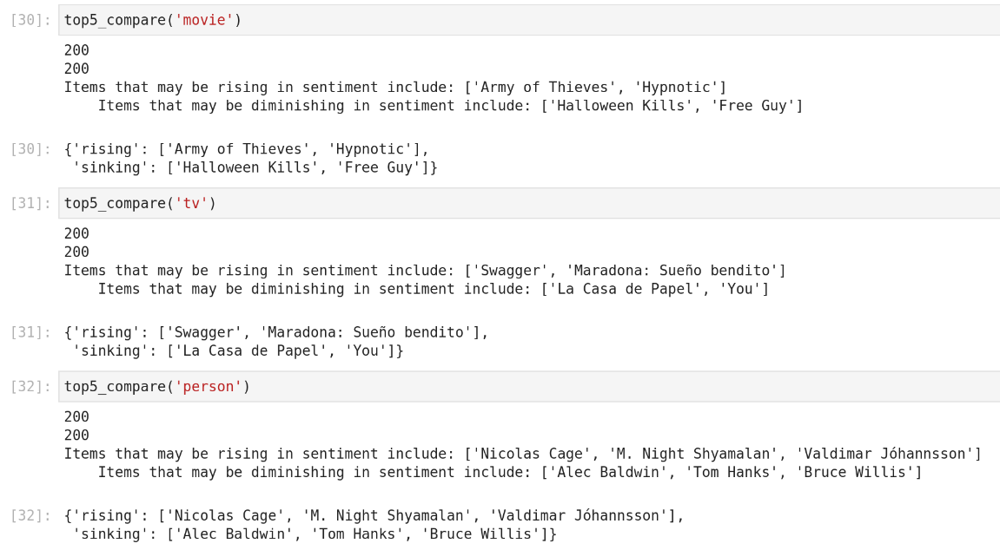 [30]: top5_compare('movie')
200
200
Items that may be rising in sentiment include: ['Army of Thieves', 'Hypnotic']
    Items that may be diminishing in sentiment include: ['Halloween Kills', 'Free Guy']
[30]: {'rising': ['Army of Thieves', 'Hypnotic'],
 'sinking': ['Halloween Kills', 'Free Guy']}
[31]: top5_compare('tv')
200
200
Items that may be rising in sentiment include: ['Swagger', 'Maradona: Sueño bendito']
    Items that may be diminishing in sentiment include: ['La Casa de Papel', 'You']
[31]: {'rising': ['Swagger', 'Maradona: Sueño bendito'],
 'sinking': ['La Casa de Papel', 'You']}
[32]: top5_compare('person')
200
200
Items that may be rising in sentiment include: ['Nicolas Cage', 'M. Night Shyamalan', 'Valdimar Jóhannsson']
    Items that may be diminishing in sentiment include: ['Alec Baldwin', 'Tom Hanks', 'Bruce Willis']
[32]: {'rising': ['Nicolas Cage', 'M. Night Shyamalan', 'Valdimar Jóhannsson'],
 'sinking': ['Alec Baldwin', 'Tom Hanks', 'Bruce Willis']}